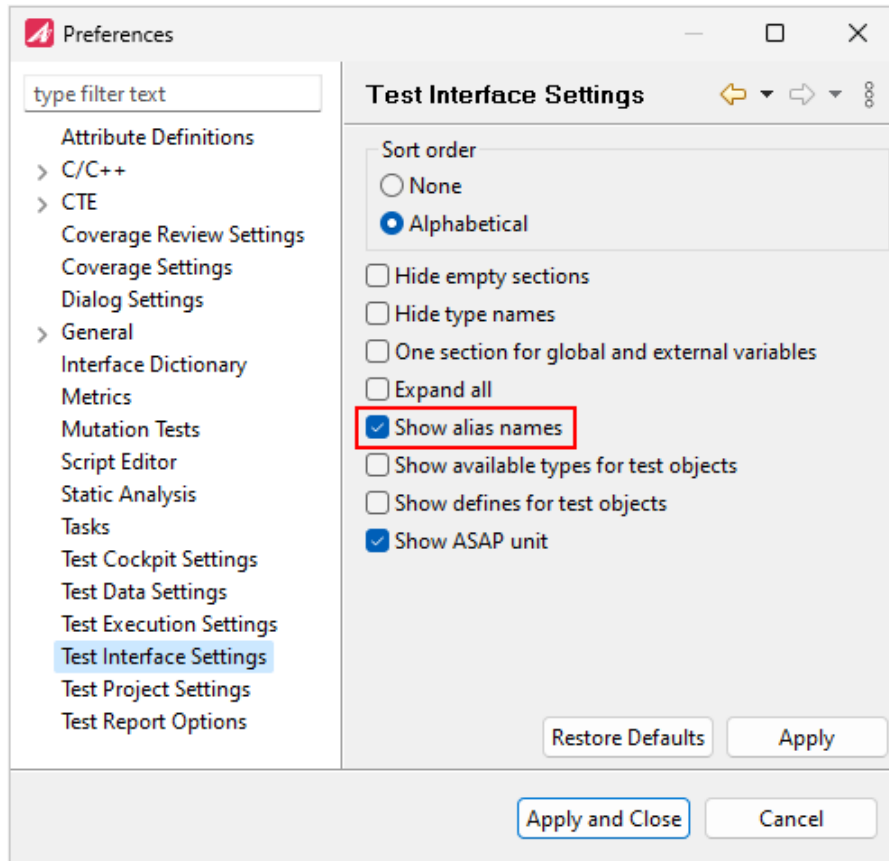 Preferences
type filter text
Attribute Definitions
C/C++
CTE
Coverage Review Settings
Coverage Settings
Dialog Settings
General
Interface Dictionary
Metrics
Mutation Tests
Script Editor
Static Analysis
Tasks
Test Cockpit Settings
Test Data Settings
Test Execution Settings
Test Interface Settings
Test Project Settings
Test Report Options
Test Interface Settings
Sort order
None
Alphabetical
Hide empty sections
Hide type names
One section for global and external variables
Expand all
Show alias names
Show available types for test objects
Show defines for test objects
Show ASAP unit
Restore Defaults
Apply
Apply and Close
Cancel